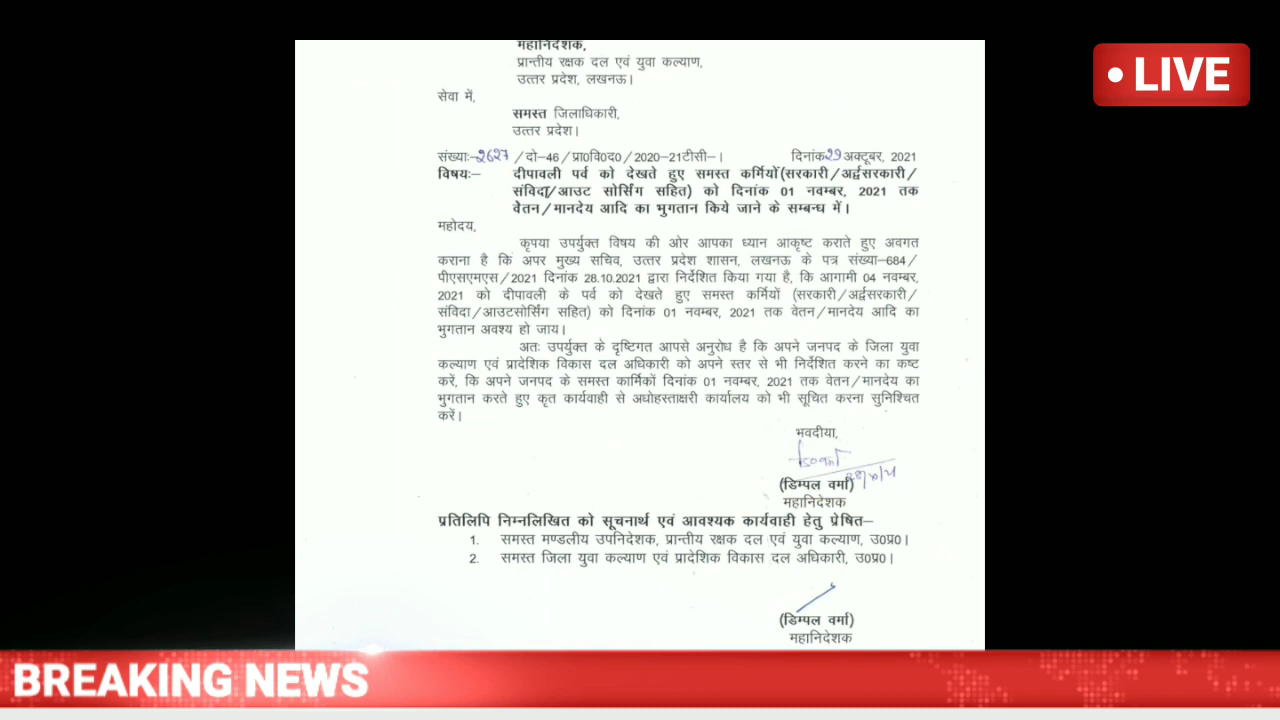 महानिदेशक,
प्रान्तीय रक्षक दल एवं युवा कल्याण,
उत्तर प्रदेश, लखनऊ।
LIVE
सेवा में,
समस्त जिलाधिकारी,
उत्तर प्रदेश।
संख्याः-2627/दो-46/प्रा0वि0द0/2020-21टीसी-। दिनांक29अक्टूबर, 2021
विषयः- दीपावली पर्व को देखते हुए समस्त कर्मियों(सरकारी/अर्द्वसरकारी/
संविदा/आउट सोर्सिंग सहित) को दिनांक 01 नवम्बर, 2021 तक
वेतन/मानदेय आदि का भुगतान किये जाने के सम्बन्ध में।
महोदय,
कृपया उपर्युक्त विषय की ओर आपका ध्यान आकृष्ट कराते हुए अवगत
कराना है कि अपर मुख्य सचिव, उत्तर प्रदेश शासन, लखनऊ के पत्र संख्या-684/
पीएसएमएस/2021 दिनांक 28.10.2021 द्वारा निर्देशित किया गया है, कि आगामी 04 नवम्बर,
2021 को दीपावली के पर्व को देखते हुए समस्त कर्मियों (सरकारी/अर्द्वसरकारी/
संविदा/आउटसोर्सिंग सहित) को दिनांक 01 नवम्बर, 2021 तक वेतन/मानदेय आदि का
भुगतान अवश्य हो जाय।
अतः उपर्युक्त के दृष्टिगत आपसे अनुरोध है कि अपने जनपद के जिला युवा
कल्याण एवं प्रादेशिक विकास दल अधिकारी को अपने स्तर से भी निर्देशित करने का कष्ट
करें, कि अपने जनपद के समस्त कार्मिकों दिनांक 01 नवम्बर, 2021 तक वेतन/मानदेय का
भुगतान करते हुए कृत कार्यवाही से अधोहस्ताक्षरी कार्यालय को भी सूचित करना सुनिश्चित
करें।
भवदीया,
(डिम्पल वर्मा)
महानिदेशक
प्रतिलिपि निम्नलिखित को सूचनार्थ एवं आवश्यक कार्यवाही हेतु प्रेषित-
1. समस्त मण्डलीय उपनिदेशक, प्रान्तीय रक्षक दल एवं युवा कल्याण, उ0प्र0।
2. समस्त जिला युवा कल्याण एवं प्रादेशिक विकास दल अधिकारी, उ0प्र0।
(डिम्पल वर्मा)
महानिदेशक
BREAKING NEWS